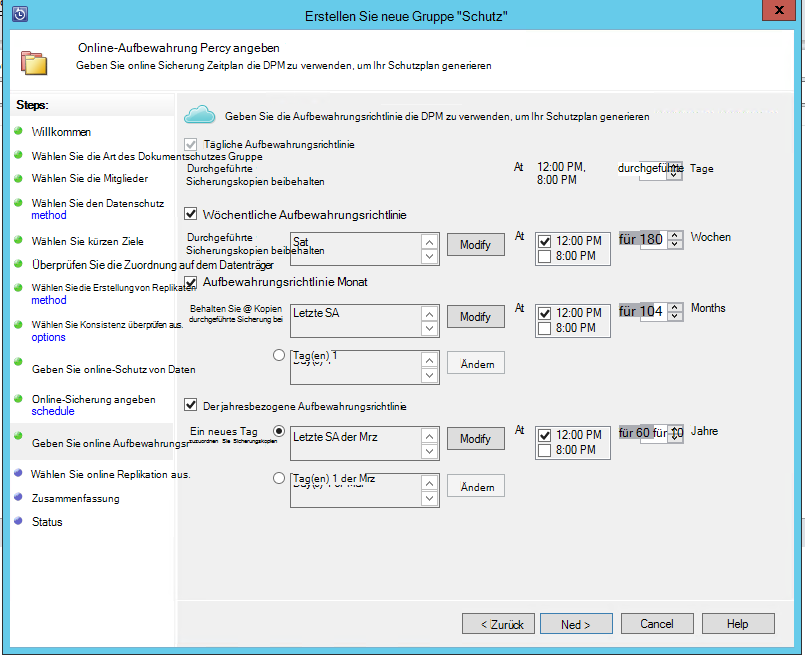 Erstellen Sie neue Gruppe "Schutz"
x
Online-Aufbewahrung Percy angeben
Geben Sie online Sicherung Zeitplan die DPM zu verwenden, um Ihr Schutzplan generieren
Steps:
Willkommen
Wählen Sie die Art des Dokumentschutzes Gruppe
Wählen Sie die Mitglieder
Wählen Sie den Datenschutz
method
Wählen Sie kürzen Ziele
Überprüfen Sie die Zuordnung auf dem Datenträger
Wählen Sie die Erstellung von Replikaten
method
Wählen Sie Konsistenz überprüfen aus.
options
Geben Sie online-Schutz von Daten
Online-Sicherung angeben
schedule
Geben Sie online Aufbewahrungsr
Wählen Sie online Replikation aus.
Zusammenfassung
Status
Geben Sie die Aufbewahrungsrichtlinie die DPM zu verwenden, um Ihr Schutzplan generieren
Tägliche Aufbewahrungsrichtlinie
Durchgeführte
Sicherungskopien beibehalten
At
12:00 PM,
8:00 PM
durchgeführte
Tage
Wöchentliche Aufbewahrungsrichtlinie
Durchgeführte
Sicherungskopien beibehalten
Sat
Modify
At
12:00 PM
8:00 PM
für 180
Wochen
Aufbewahrungsrichtlinie Monat
Behalten Sie @ Kopien
durchgeführte Sicherung bei
Letzte SA
Modify
At
12:00 PM
8:00 PM
für 104
Months
Tag(en) 1
Ändern
Der jahresbezogene Aufbewahrungsrichtlinie
Ein neues Tag
zuzuordnen Sie Sicherungskopien
Letzte SA der Mrz
Modify
At
12:00 PM
8:00 PM
für 60 für 10
Jahre
Tag(en) 1 der Mrz
Ändern
< Zurück
Ned >
Cancel
Help